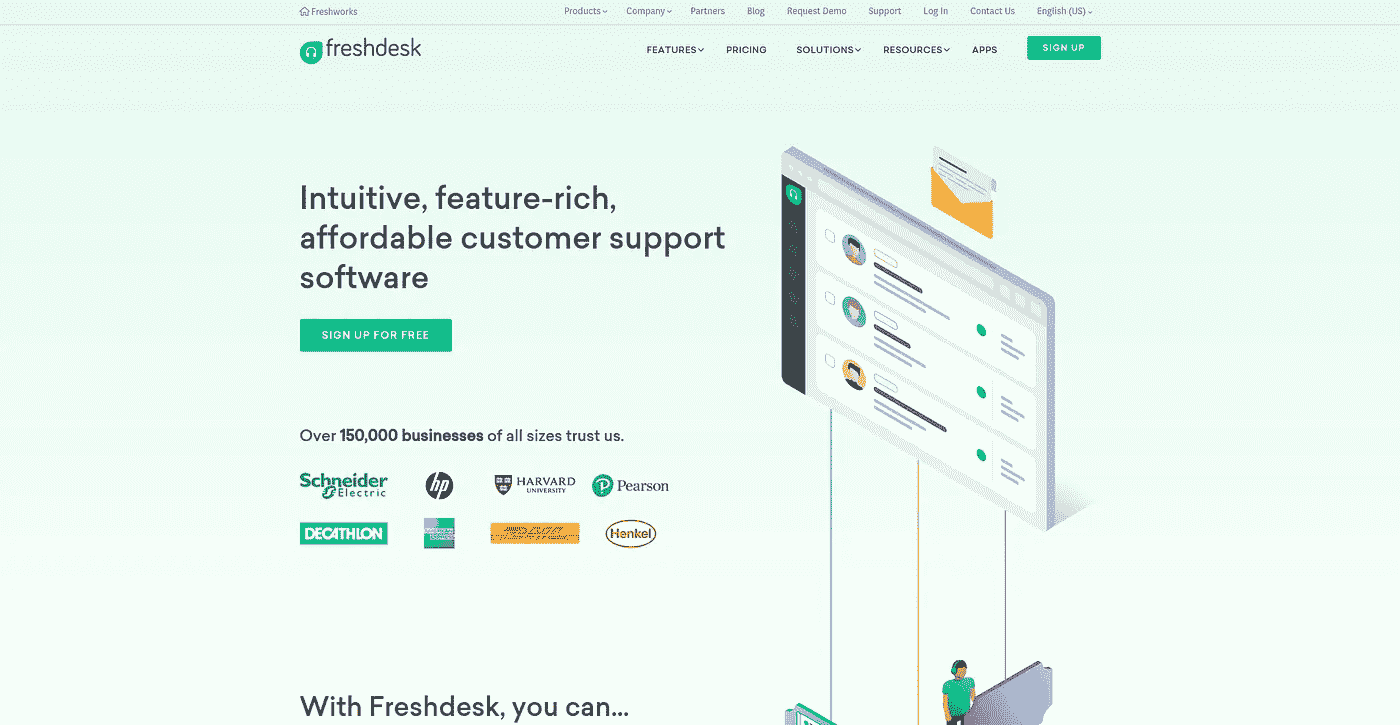 Freshworks
Products
Company
Partners
Blog
Request Demo
Support
Log In
Contact Us
English (US)
freshdesk
FEATURES
PRICING
SOLUTIONS
RESOURCES
APPS
SIGN UP
Intuitive, feature-rich,
affordable customer support
software
SIGN UP FOR FREE
Over 150,000 businesses of all sizes trust us.
Schneider
Electric
hp
HARVARD
UNIVERSITY
Pearson
DECATHLON
Henkel
With Freshdesk, you can...